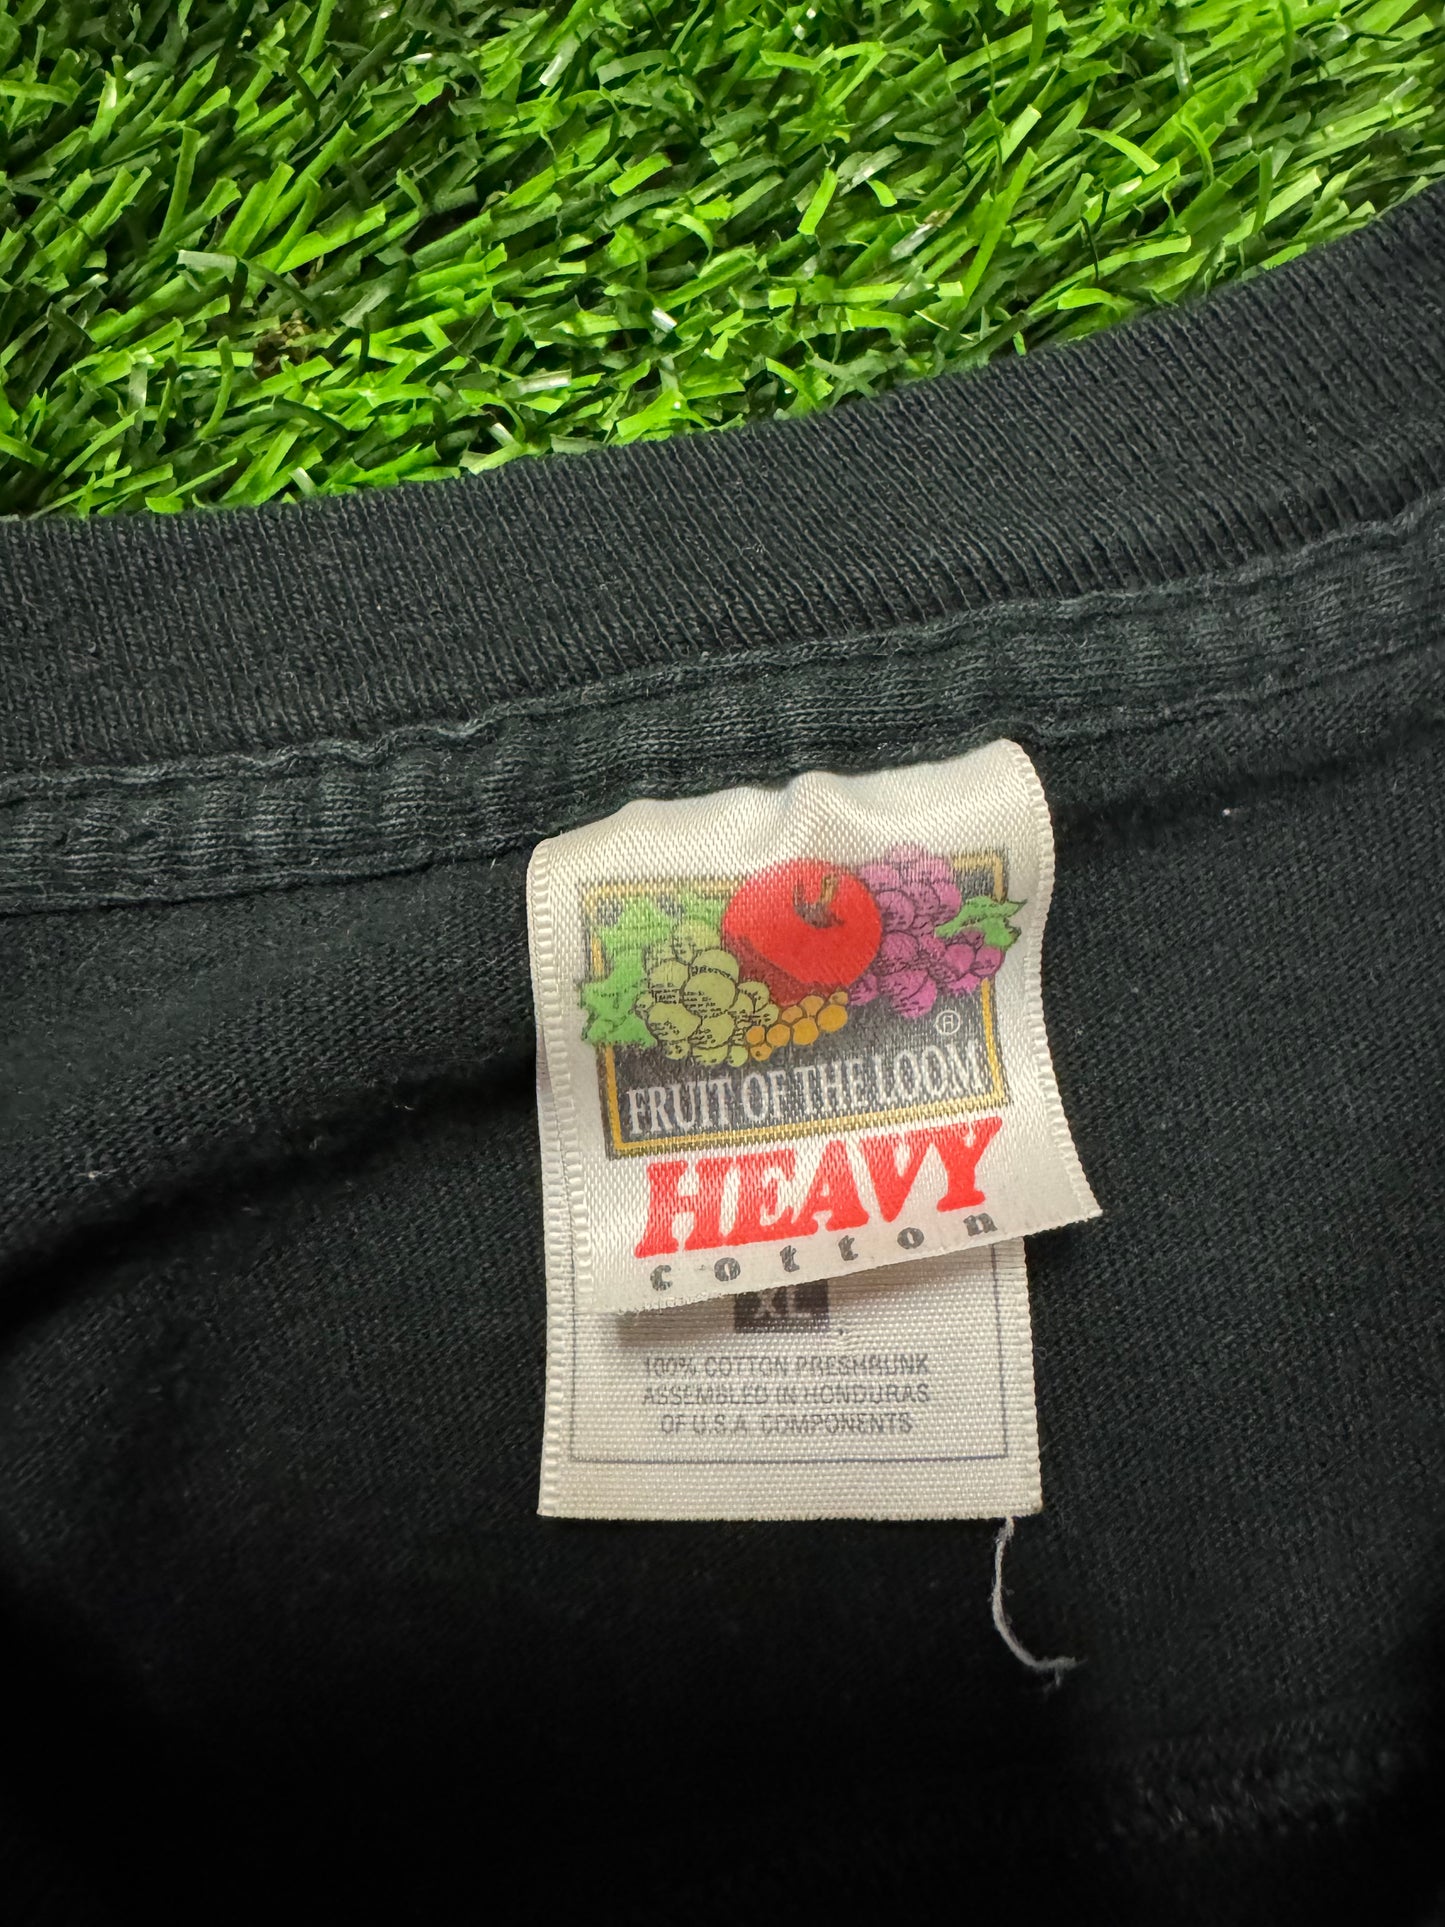 ®
FRUIT OF THE LOOM
HEAVY
cotton
XL
100% COTTON PRESHRUNK
ASSEMBLED IN HONDURAS
OF U.S.A. COMPONENTS